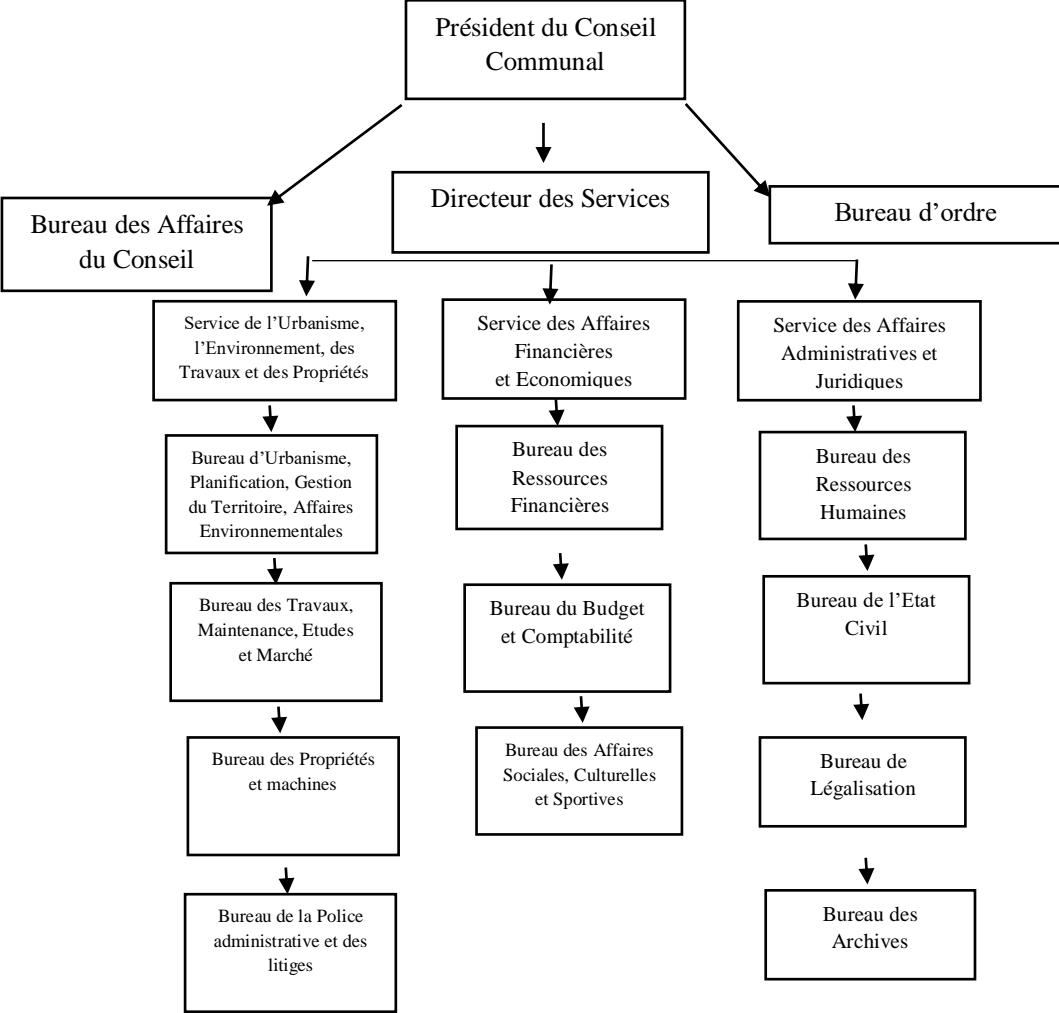 Président du Conseil
Communal
Directeur des Services
Bureau des Affaires
du Conseil
Bureau d’ordre
Service de l’Urbanisme,
l’Environnement, des
Travaux et des Propriétés
Service des Affaires
Financières
et Economiques
Service des Affaires
Administratives et
Juridiques
Bureau d’Urbanisme,
Planification, Gestion
du Territoire, Affaires
Environnementales
Bureau des
Ressources
Financières
Bureau des
Ressources
Humaines
Bureau des Travaux,
Maintenance, Etudes
et Marché
Bureau du Budget
et Comptabilité
Bureau de l’Etat
Civil
Bureau des Propriétés
et machines
Bureau des Affaires
Sociales, Culturelles
et Sportives
Bureau de
Légalisation
Bureau de la Police
administrative et des
litiges
Bureau des
Archives